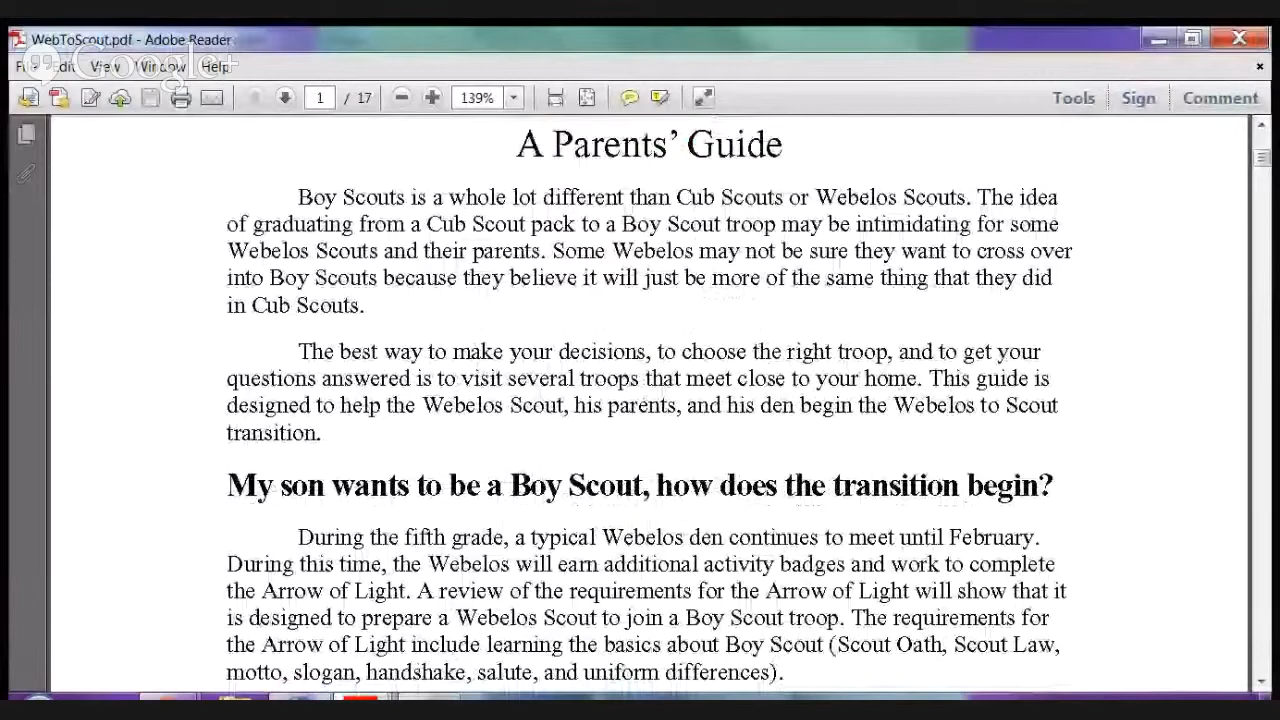 WebToScout.pdf - Adobe Reader
Google+
Edit View Window Help
1 / 17 139% Tools Sign Comment
A Parents' Guide
Boy Scouts is a whole lot different than Cub Scouts or Webelos Scouts. The idea
of graduating from a Cub Scout pack to a Boy Scout troop may be intimidating for some
Webelos Scouts and their parents. Some Webelos may not be sure they want to cross over
into Boy Scouts because they believe it will just be more of the same thing that they did
in Cub Scouts.
The best way to make your decisions, to choose the right troop, and to get your
questions answered is to visit several troops that meet close to your home. This guide is
designed to help the Webelos Scout, his parents, and his den begin the Webelos to Scout
transition.
My son wants to be a Boy Scout, how does the transition begin?
During the fifth grade, a typical Webelos den continues to meet until February.
During this time, the Webelos will earn additional activity badges and work to complete
the Arrow of Light. A review of the requirements for the Arrow of Light will show that it
is designed to prepare a Webelos Scout to join a Boy Scout troop. The requirements for
the Arrow of Light include learning the basics about Boy Scout (Scout Oath, Scout Law,
motto, slogan, handshake, salute, and uniform differences).